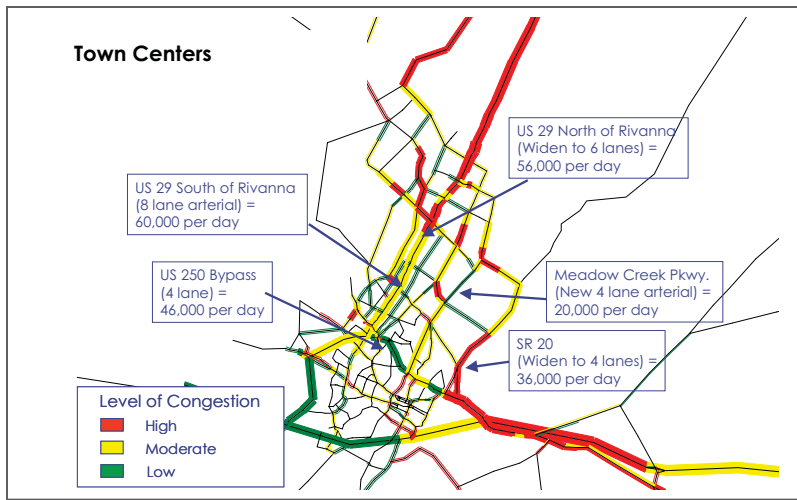 Town Centers
US 29 North of Rivanna
(Widen to 6 lanes) =
56,000 per day
US 29 South of Rivanna
(8 lane arterial) =
60,000 per day
US 250 Bypass
(4 lane) =
46,000 per day
Meadow Creek Pkwy.
(New 4 lane arterial) =
20,000 per day
SR 20
(Widen to 4 lanes) =
36,000 per day
Level of Congestion
High
Moderate
Low